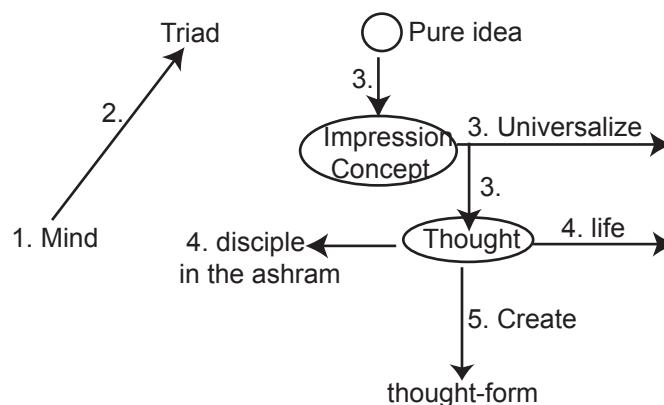 Triad
Pure idea
2.
3.
Impression
Concept
3. Universalize
3.
1. Mind
4. disciple
in the ashram
Thought
4. life
5. Create
thought-form